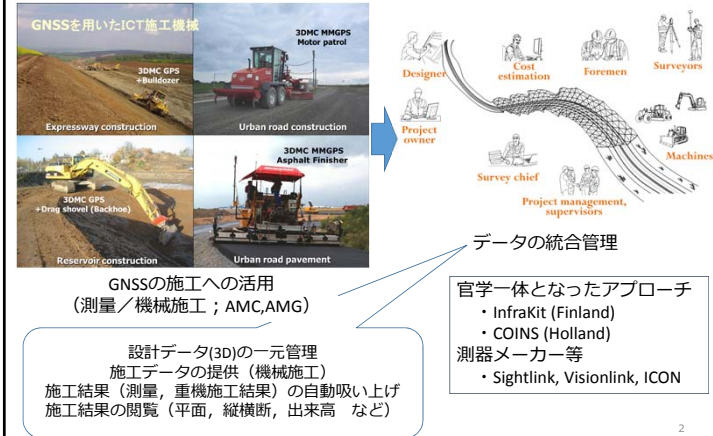 GNSSを用いたICT施工機械
3DMC GPS
+Bulldozer
Expressway construction
3DMC MMGPS
Motor patrol
Urban road construction
3DMC GPS
+Drag shovel (Backhoe)
Reservoir construction
3DMC MMGPS
Asphalt Finisher
Urban road pavement
Designer
Cost
estimation
Foremen
Surveyors
Project
owner
Machines
Survey chief
Project management,
supervisors
データの統合管理
GNSSの施工への活用
（測量／機械施工；AMC,AMG）
設計データ(3D)の一元管理
施工データの提供（機械施工）
施工結果（測量，重機施工結果）の自動吸い上げ
施工結果の閲覧（平面，縦横断，出来高　など）
官学一体となったアプローチ
・InfraKit (Finland)
・COINS (Holland)
測器メーカー等
・Sightlink, Visionlink, ICON
2